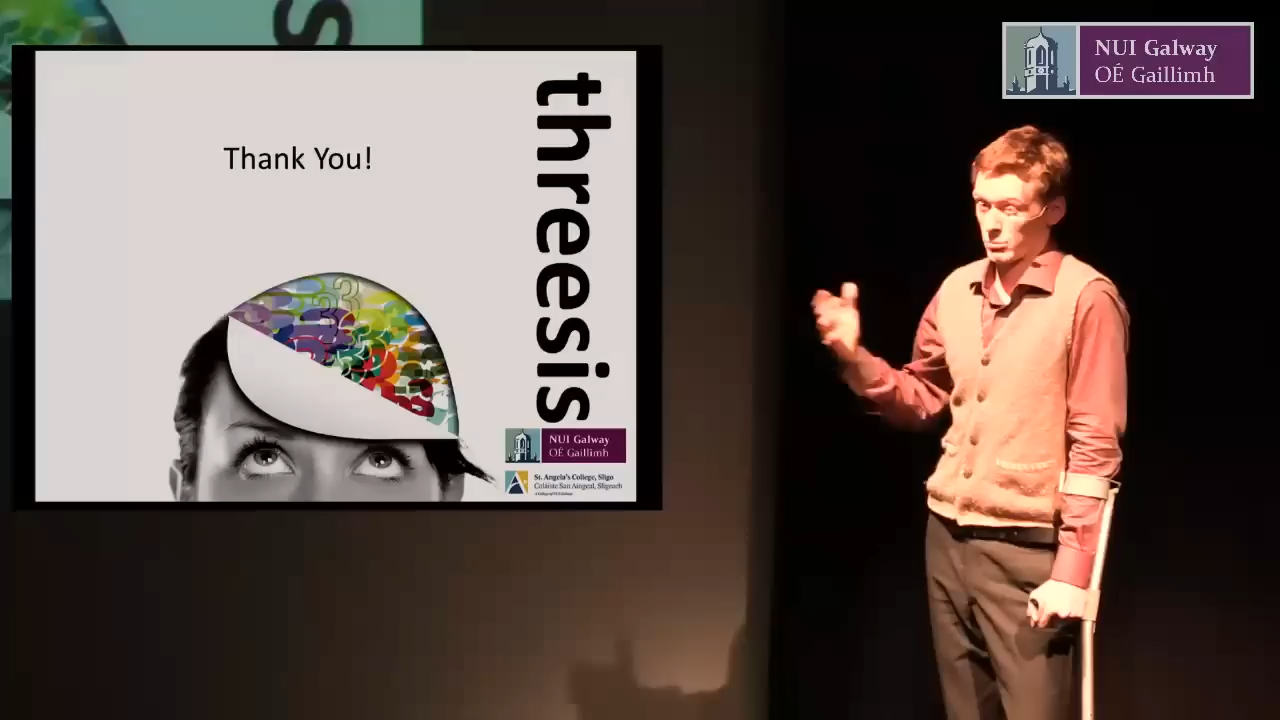 S
Thank You!
threesis
NUI Galway
OÉ Gaillimh
St. Angela's College, Sligo
Coláiste San Aingeal, Sligeach
NUI Galway
OÉ Gaillimh